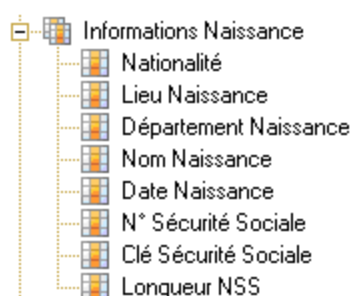 Informations Naissance
Nationalité
Lieu Naissance
Département Naissance
Nom Naissance
Date Naissance
N° Sécurité Sociale
Clé Sécurité Sociale
Longueur NSS